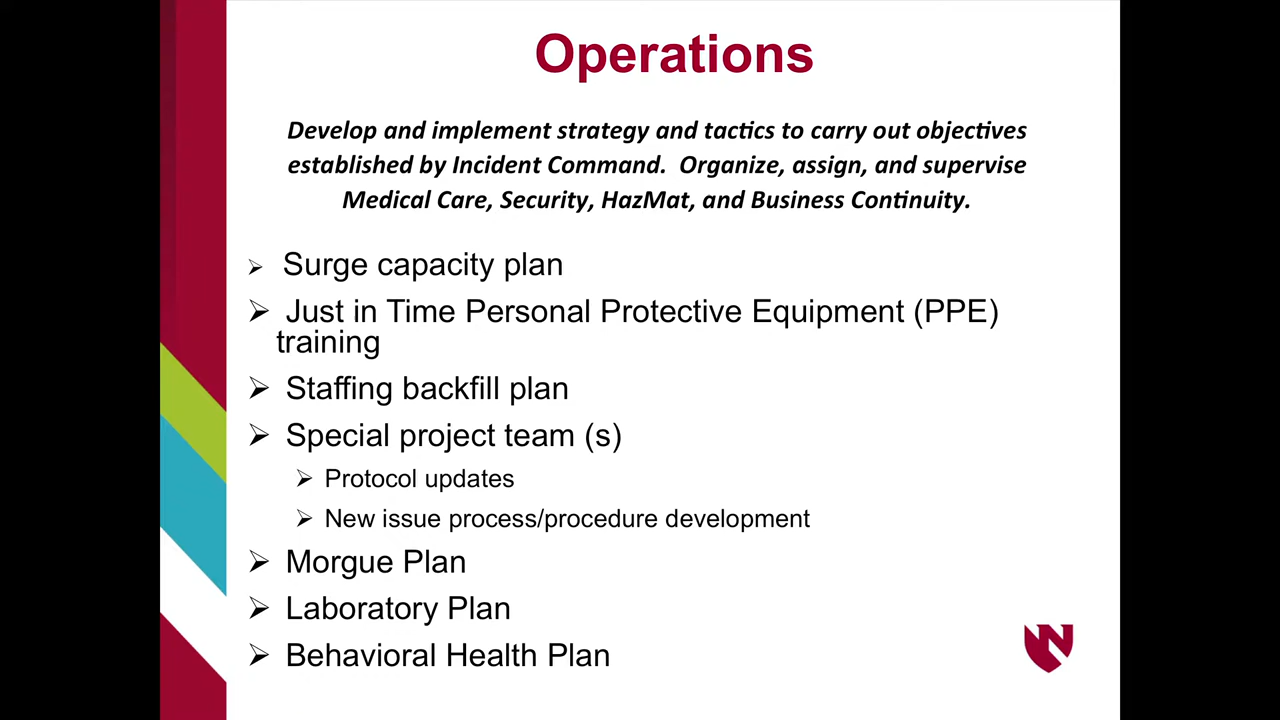 Operations
Develop and implement strategy and tactics to carry out objectives
established by Incident Command.  Organize, assign, and supervise
Medical Care, Security, HazMat, and Business Continuity.
Surge capacity plan
Just in Time Personal Protective Equipment (PPE)
training
Staffing backfill plan
Special project team (s)
Protocol updates
New issue process/procedure development
Morgue Plan
Laboratory Plan
Behavioral Health Plan